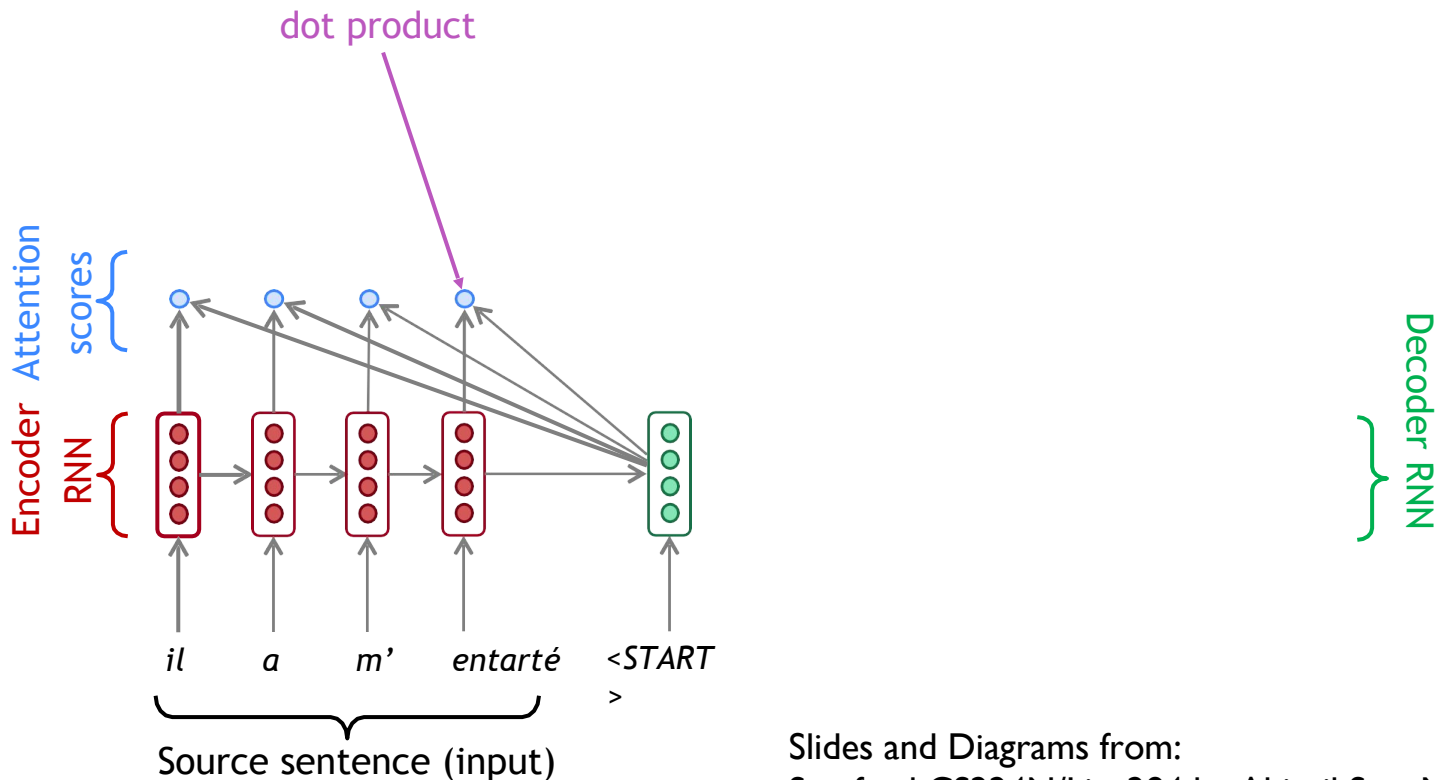 dot product
Attention
scores
Encoder
RNN
Decoder RNN
il a m’ entarté <START
>
Source sentence (input)
Slides and Diagrams from: